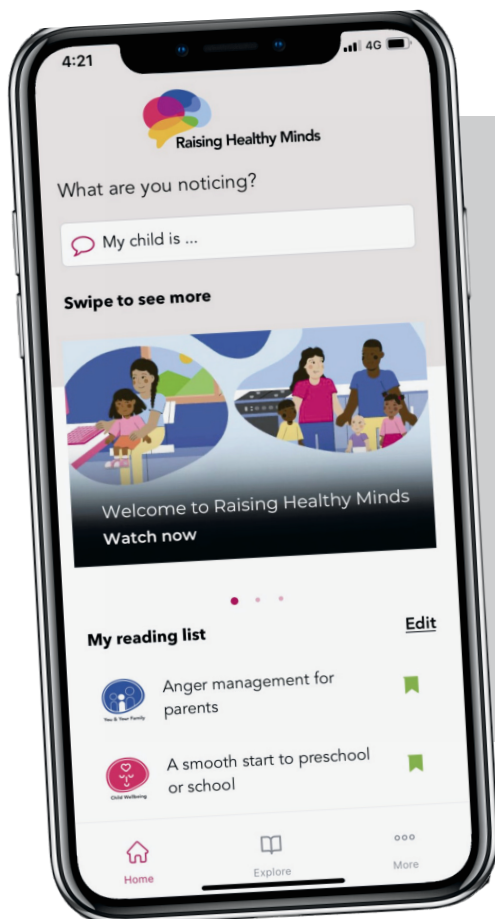 4:21
4G
Raising Healthy Minds
What are you noticing?
My child is ...
Swipe to see more
Welcome to Raising Healthy Minds
Watch now
My reading list
Edit
Anger management for
parents
You & Your Family
A smooth start to preschool
or school
Child Wellbeing
Home
Explore
More